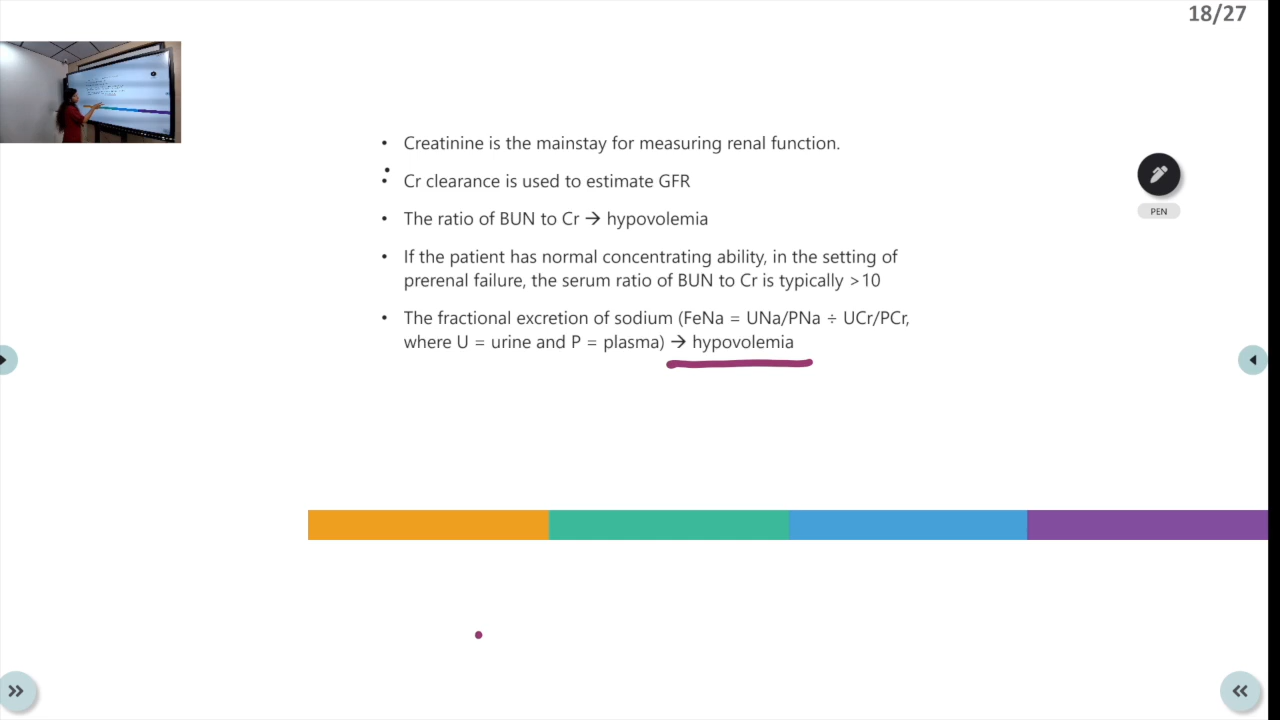 18/27
• Creatinine is the mainstay for measuring renal function.
• Cr clearance is used to estimate GFR
• The ratio of BUN to Cr → hypovolemia
• If the patient has normal concentrating ability, in the setting of
prerenal failure, the serum ratio of BUN to Cr is typically >10
• The fractional excretion of sodium (FeNa = UNa/PNa ÷ UCr/PCr,
where U = urine and P = plasma) → hypovolemia
PEN